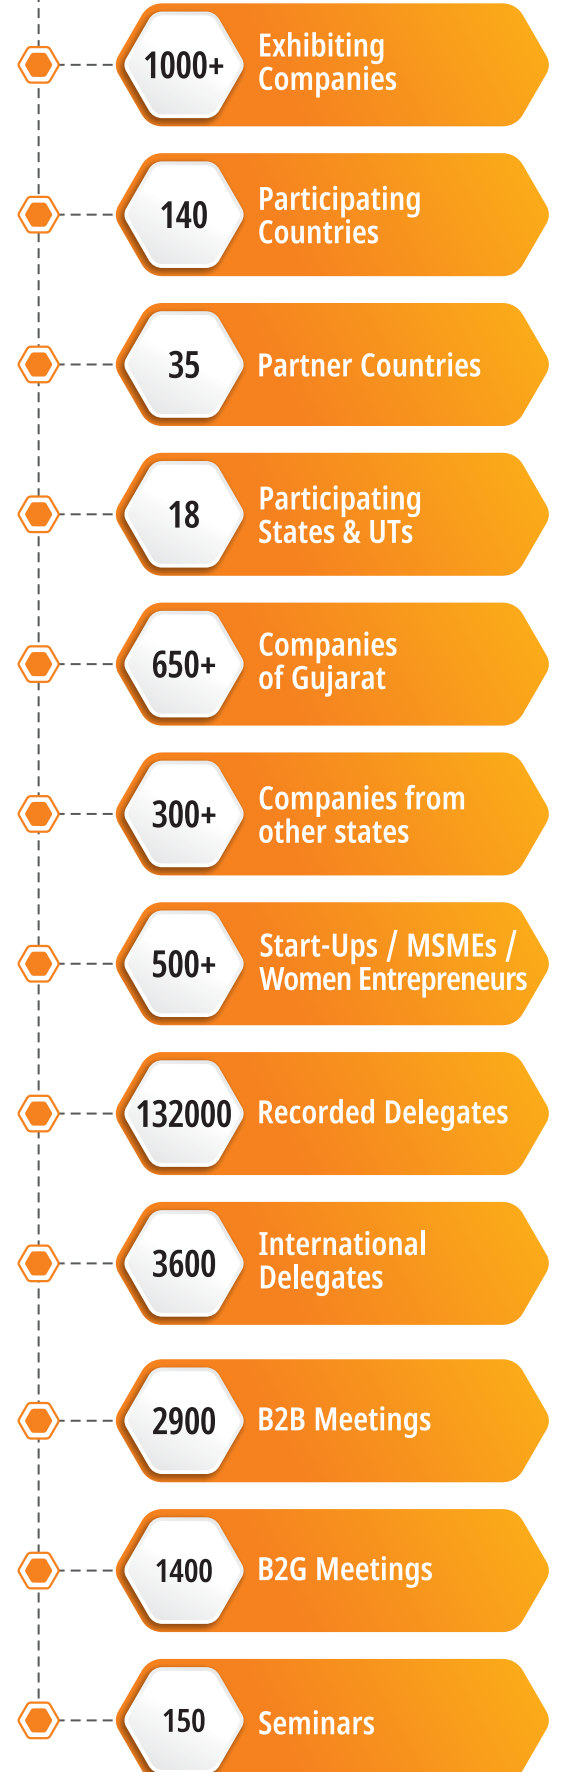 1000+
Exhibiting
Companies
140
Participating
Countries
35
Partner Countries
18
Participating
States & UTs
650+
Companies
of Gujarat
300+
Companies from
other states
500+
Start-Ups / MSMEs /
Women Entrepreneurs
132000
Recorded Delegates
3600
International
Delegates
2900
B2B Meetings
1400
B2G Meetings
150
Seminars